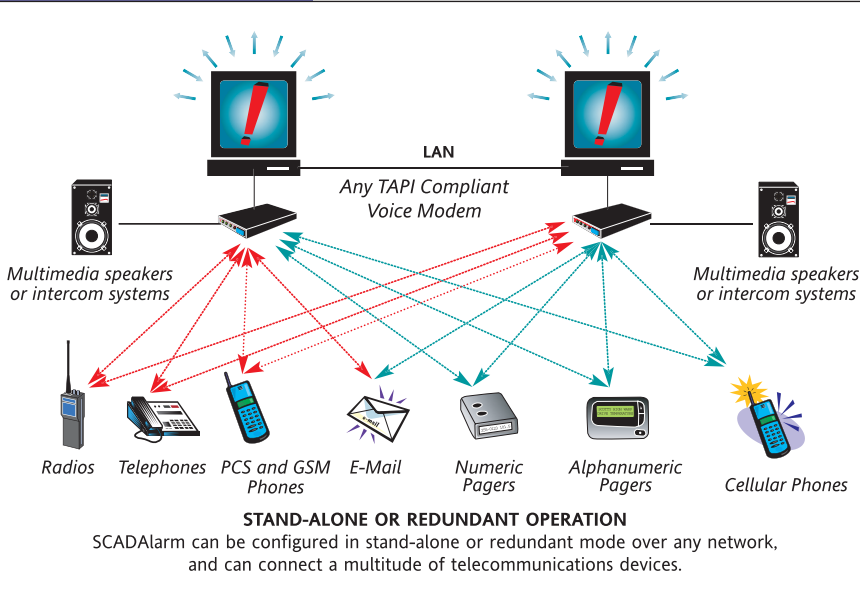 LAN
Any TAPI Compliant
Voice Modem
Multimedia speakers
or intercom systems
Multimedia speakers
or intercom systems
e-mail
Radios
Telephones
PCS and GSM
Phones
E-Mail
Numeric
Pagers
Alphanumeric
Pagers
Cellular Phones
STAND-ALONE OR REDUNDANT OPERATION
SCADAlarm can be configured in stand-alone or redundant mode over any network,
and can connect a multitude of telecommunications devices.